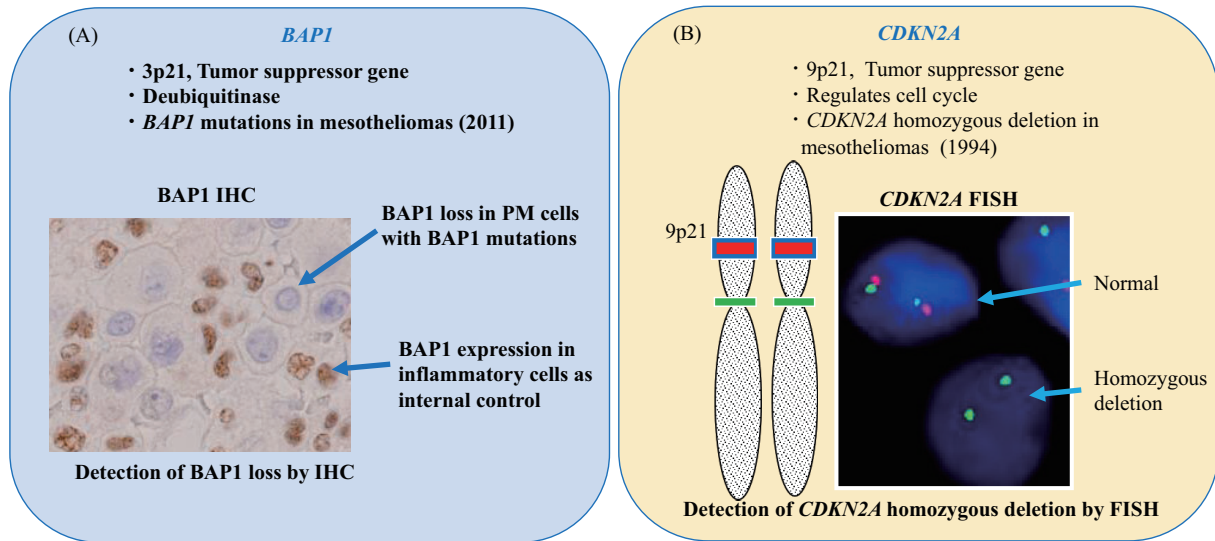 (A)
BAP1
・3p21, Tumor suppressor gene
・Deubiquitinase
・BAP1 mutations in mesotheliomas (2011)
BAP1 IHC
BAP1 loss in PM cells
with BAP1 mutations
BAP1 expression in
inflammatory cells as
internal control
Detection of BAP1 loss by IHC
(B)
CDKN2A
・9p21, Tumor suppressor gene
・Regulates cell cycle
・CDKN2A homozygous deletion in
mesotheliomas (1994)
CDKN2A FISH
9p21
Normal
Homozygous
deletion
Detection of CDKN2A homozygous deletion by FISH